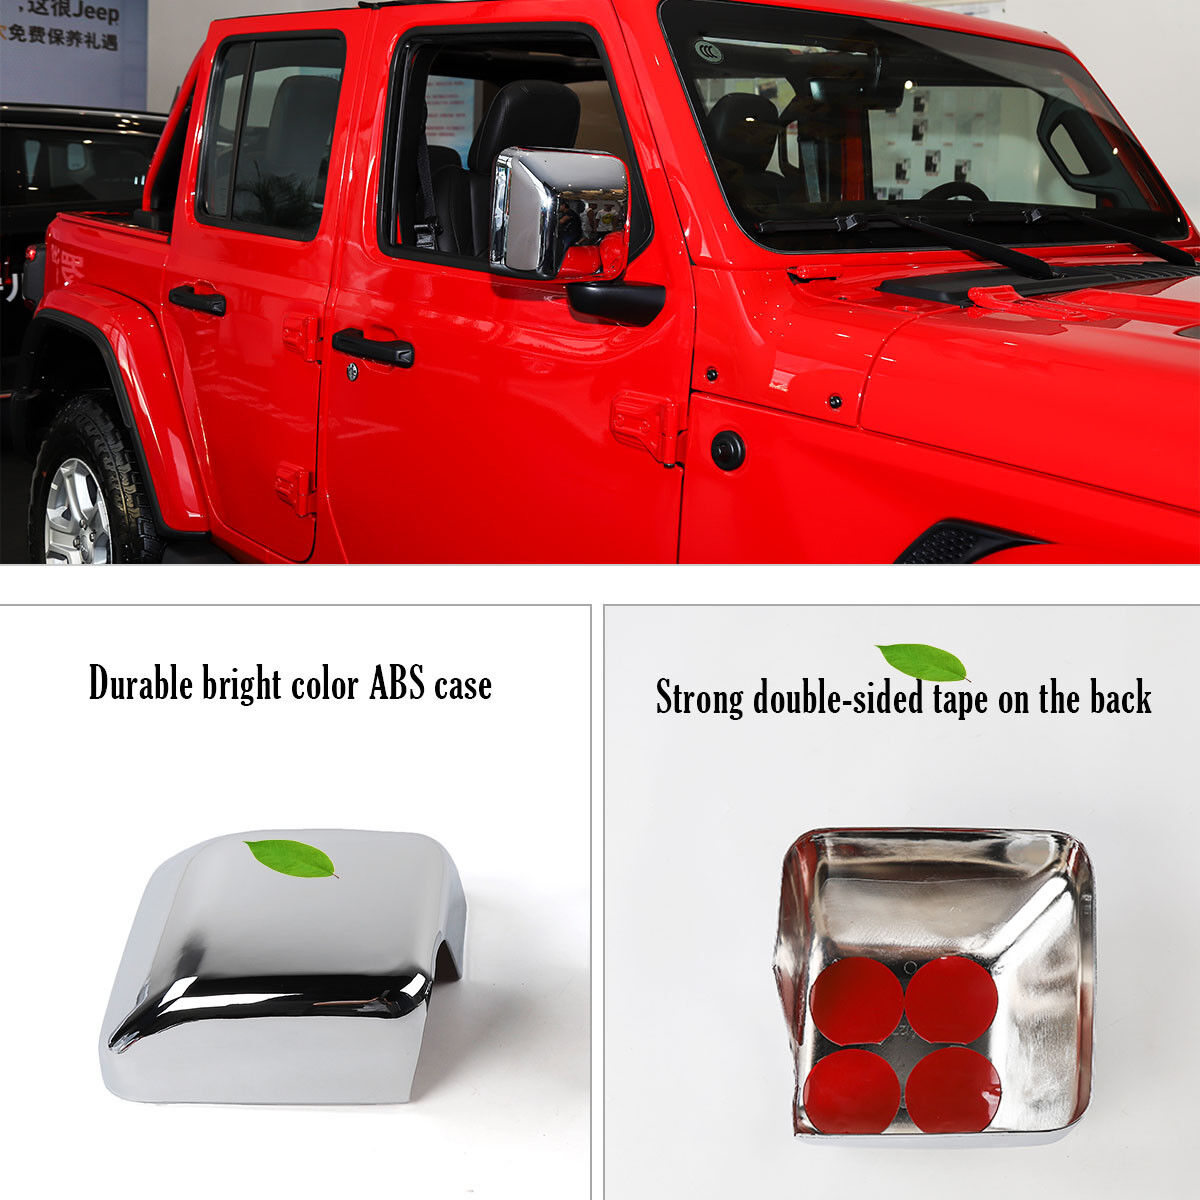 ,这很Jeep
免费保养礼遇
CCC
Durable bright color ABS case
Strong double-sided tape on the back